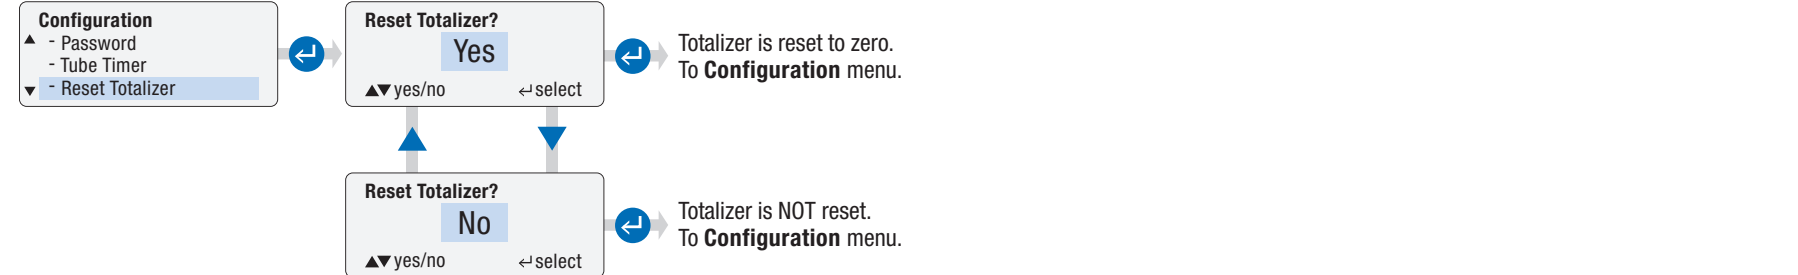 Configuration
- Password
- Tube Timer
- Reset Totalizer
Reset Totalizer?
Yes
▲▼ yes/no ↵ select
Totalizer is reset to zero.
To Configuration menu.
Reset Totalizer?
No
▲▼ yes/no ↵ select
Totalizer is NOT reset.
To Configuration menu.